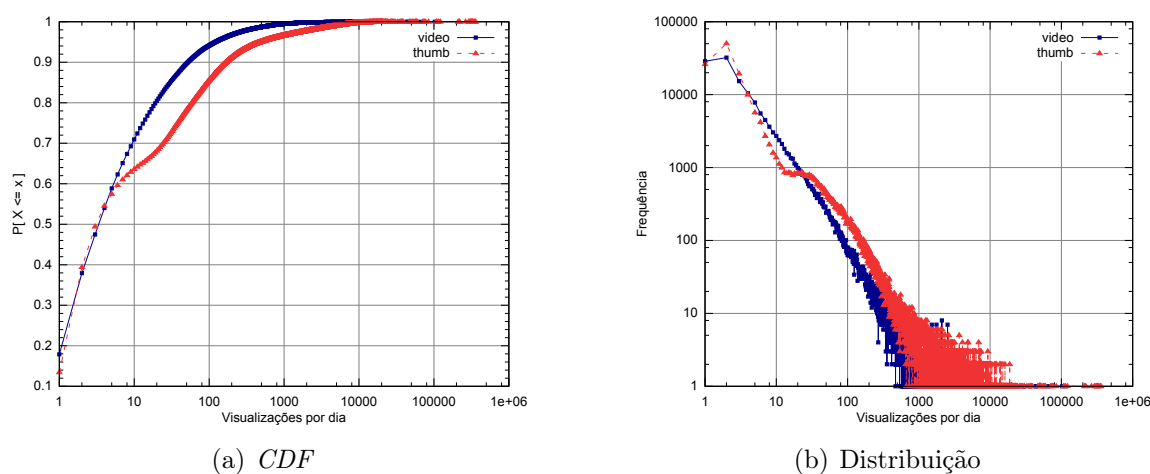 1
0.9
0.8
0.7
0.6
0.5
0.4
0.3
0.2
0.1
P[ X <= x]
video
thumb
1 10 100 1000 10000 100000 1e+06
Visualizações por dia
(a) CDF
100000
10000
1000
100
10
1
Frequência
video
thumb
1 10 100 1000 10000 100000 1e+06
Visualizações por dia
(b) Distribuição